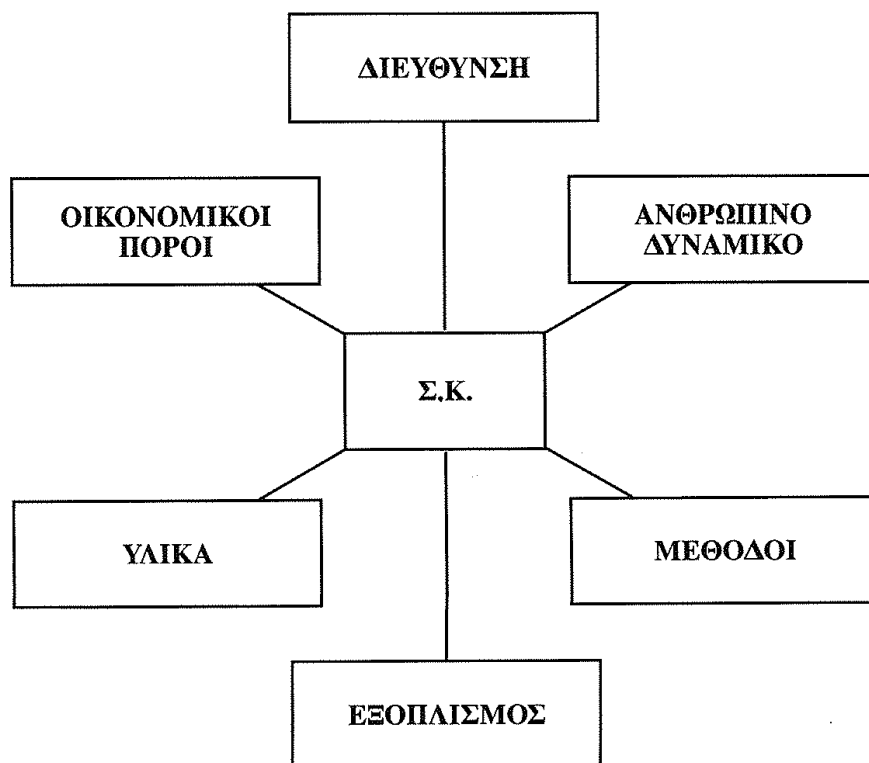 ΔΙΕΥΘΥΝΣΗ
ΟΙΚΟΝΟΜΙΚΟΙ
ΠΟΡΟΙ
ΑΝΘΡΩΠΙΝΟ
ΔΥΝΑΜΙΚΟ
Σ.Κ.
ΥΛΙΚΑ
ΜΕΘΟΔΟΙ
ΕΞΟΠΛΙΣΜΟΣ